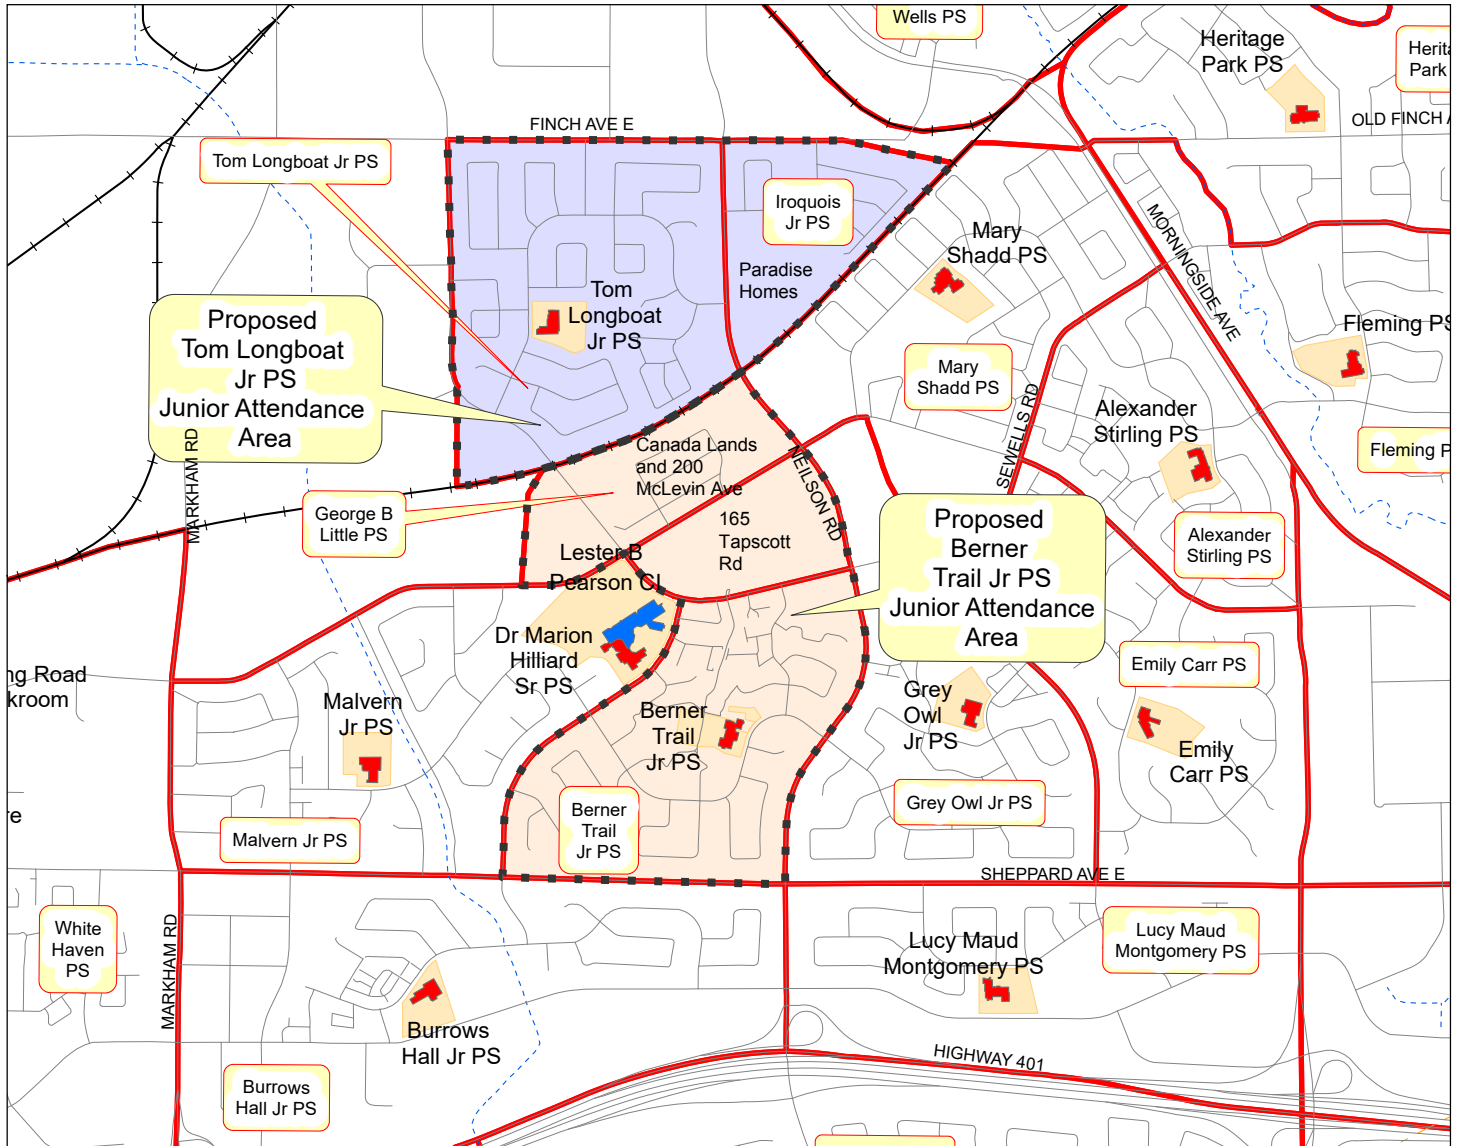 Wells PS
Heritage
Park PS
Herita
Park
OLD FINCH A
FINCH AVE E
Tom Longboat Jr PS
Iroquois
Jr PS
Paradise
Homes
Mary
Shadd PS
MORNINGSIDE AVE
Tom
Longboat
Jr PS
Proposed
Tom Longboat
Jr PS
Junior Attendance
Area
Fleming PS
Mary
Shadd PS
SEWELLS RD
Alexander
Stirling PS
Fleming P
MARKHAM RD
Canada Lands
and 200
McLevin Ave
NEILSON RD
George B
Little PS
165
Tapscott
Rd
Proposed
Berner
Trail Jr PS
Junior Attendance
Area
Alexander
Stirling PS
Lester B
Pearson CI
Dr Marion
Hilliard
Sr PS
Emily Carr PS
ng Road
kroom
Malvern
Jr PS
Berner
Trail
Jr PS
Grey
Owl
Jr PS
Emily
Carr PS
re
Malvern Jr PS
Berner
Trail
Jr PS
Grey Owl Jr PS
SHEPPARD AVE E
White
Haven
PS
MARKHAM RD
Lucy Maud
Montgomery PS
Lucy Maud
Montgomery PS
Burrows
Hall Jr PS
HIGHWAY 401
Burrows
Hall Jr PS